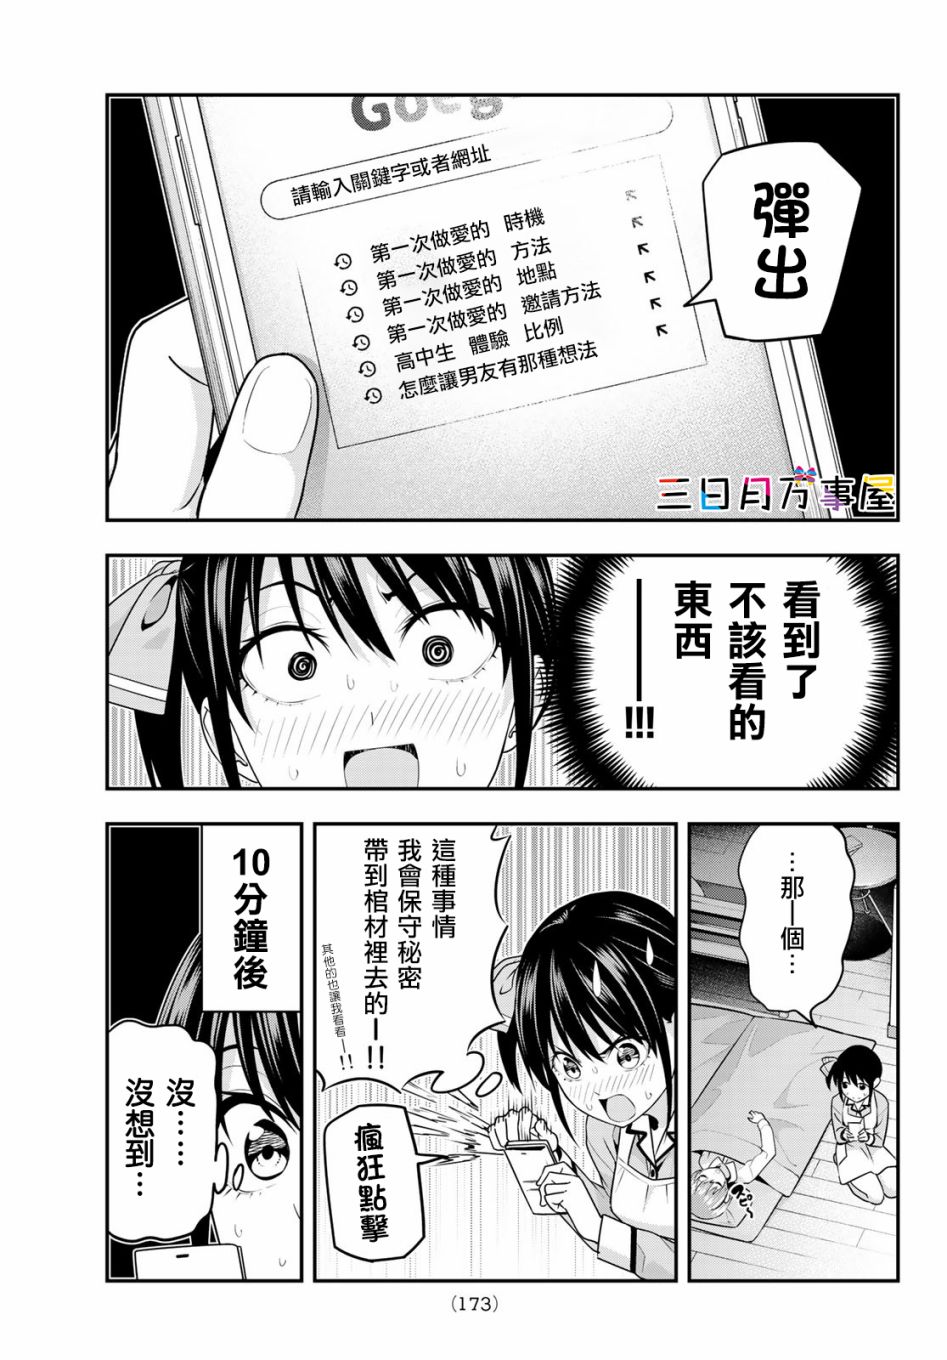 Goog
請輸入關鍵字或者網址
第一次做愛的 時機
第一次做愛的 方法
第一次做愛的 地點
第一次做愛的 邀請方法
高中生 體驗 比例
怎麼讓男友有那種想法
彈出
三日月万事屋
看到了
不該看的
東西
——!!!
…那—個…
スピ〜
這種事情
我會保守秘密
帶到棺材裡去的—!!
其他的也讓我看看—!!
瘋狂點擊
10分鐘後
沒……
沒想到…
(173)